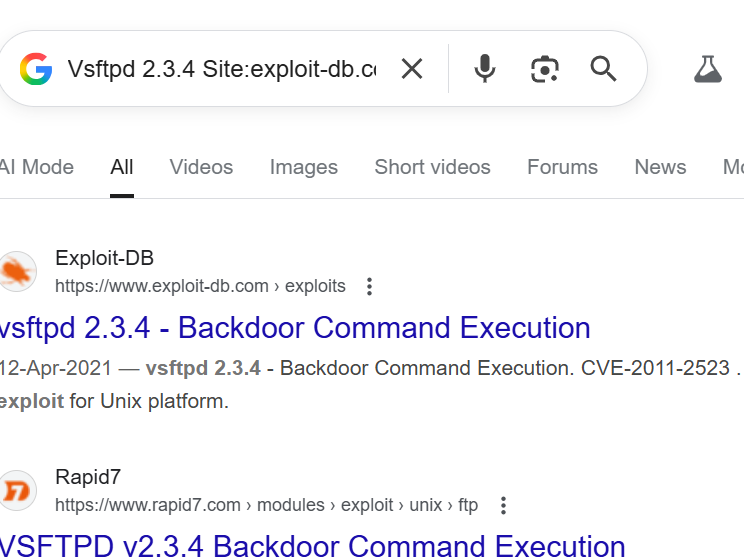 Vsftpd 2.3.4 Site:exploit-db.c
AI Mode All Videos Images Short videos Forums News
Exploit-DB
https://www.exploit-db.com › exploits
vsftpd 2.3.4 - Backdoor Command Execution
12-Apr-2021 — vsftpd 2.3.4 - Backdoor Command Execution. CVE-2011-2523 .
exploit for Unix platform.
Rapid7
https://www.rapid7.com › modules › exploit › unix › ftp
VSFTPD v2.3.4 Backdoor Command Execution